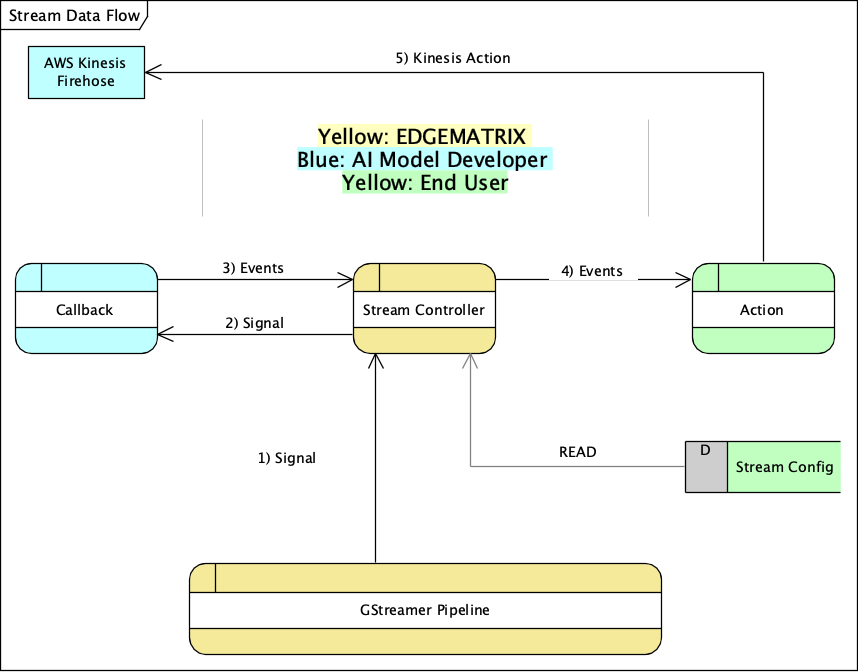 Stream Data Flow
AWS Kinesis
Firehose
5) Kinesis Action
Yellow: EDGEMATRIX
Blue: AI Model Developer
Yellow: End User
3) Events
4) Events
Callback
Stream Controller
Action
2) Signal
1) Signal
READ
D
Stream Config
GStreamer Pipeline